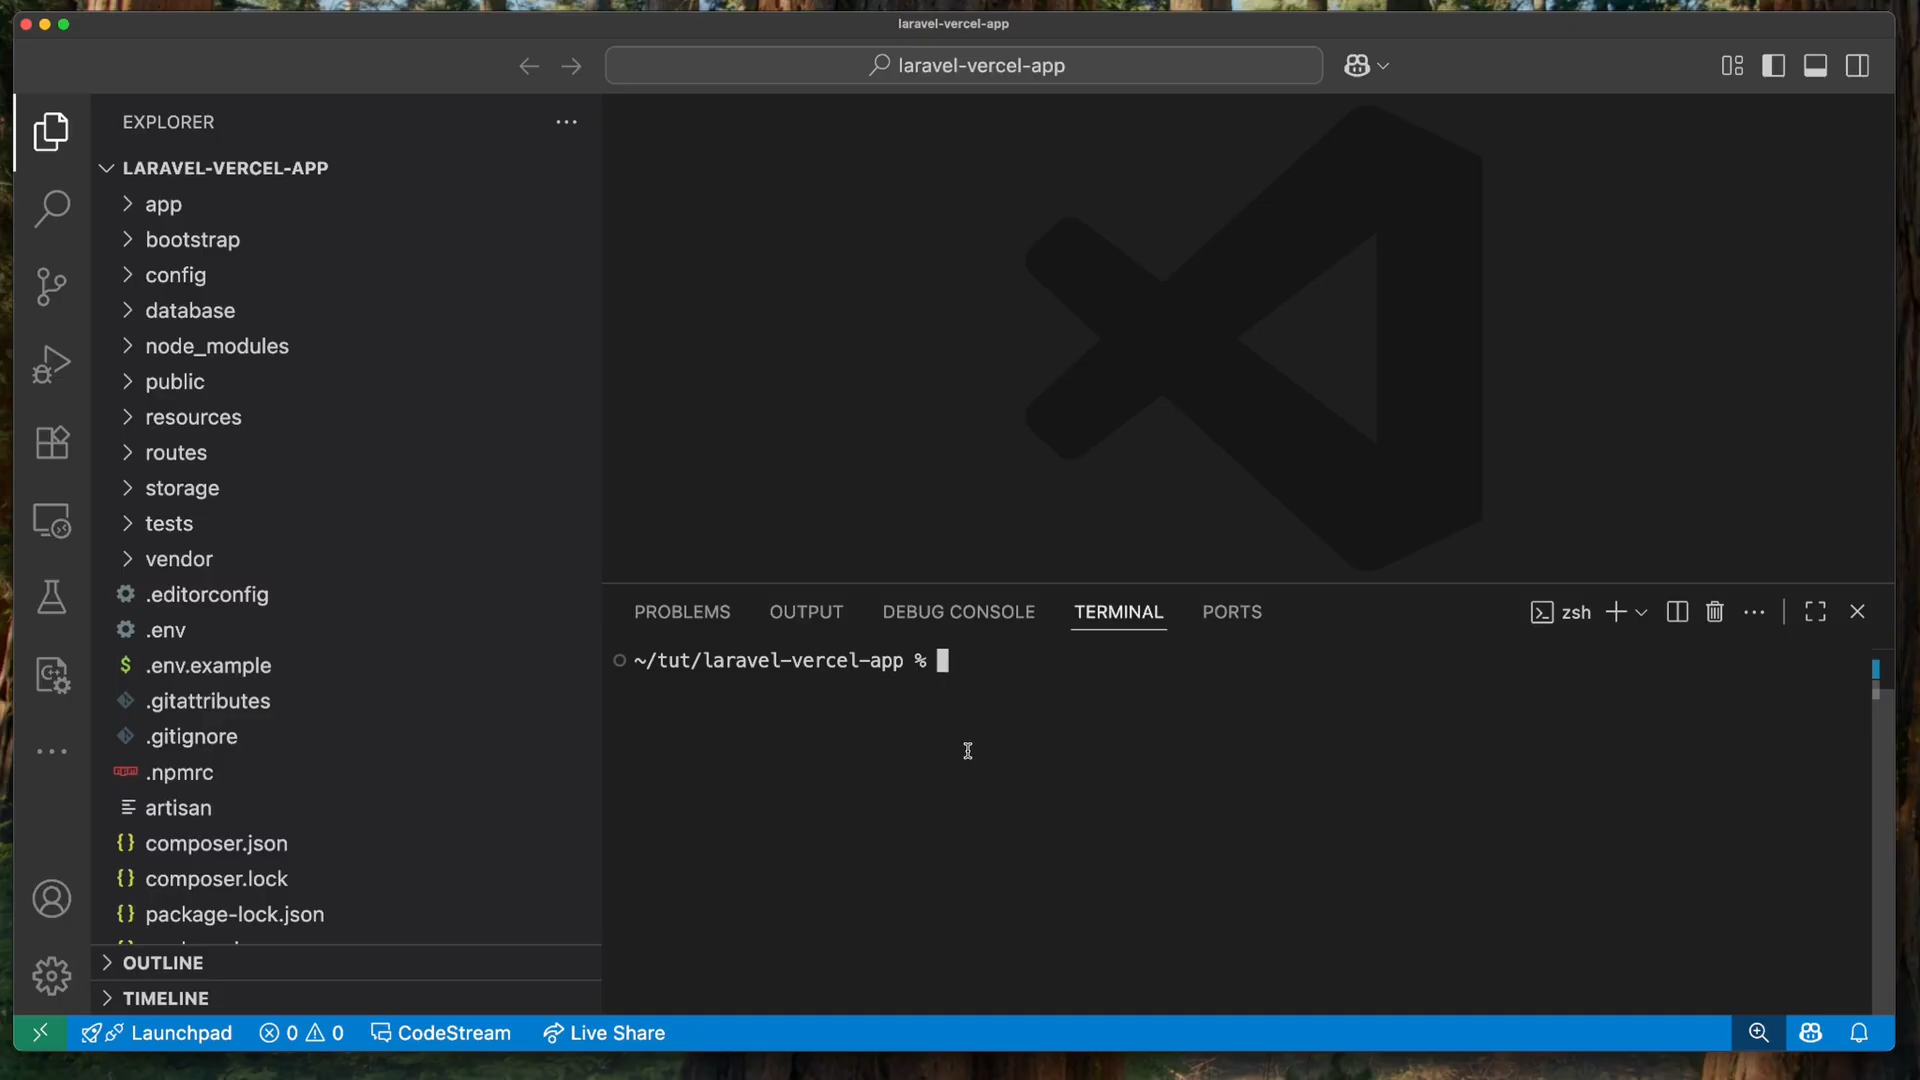 laravel-vercel-app
laravel-vercel-app
EXPLORER
LARAVEL-VERCEL-APP
app
bootstrap
config
database
node_modules
public
resources
routes
storage
tests
vendor
.editorconfig
.env
.env.example
.gitattributes
.gitignore
.npmrc
artisan
composer.json
composer.lock
package-lock.json
OUTLINE
TIMELINE
PROBLEMS OUTPUT DEBUG CONSOLE TERMINAL PORTS zsh
~/tut/laravel-vercel-app %
Launchpad 0 0 CodeStream Live Share